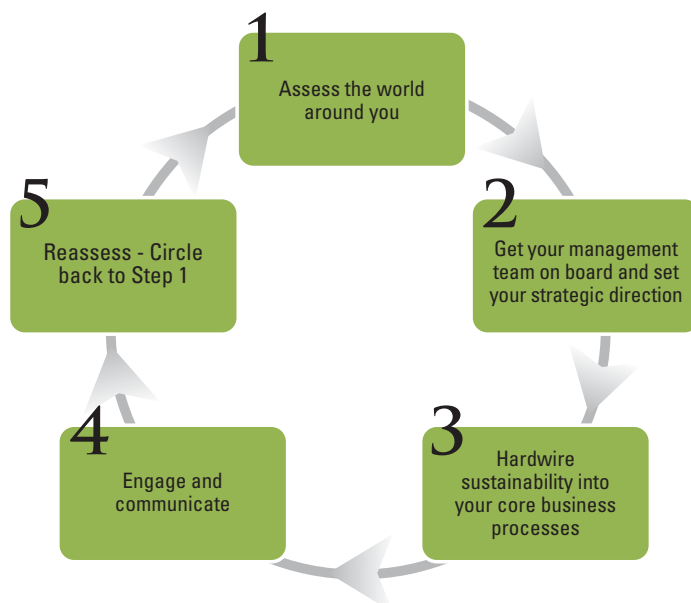 1
Assess the world
around you
2
Get your management
team on board and set
your strategic direction
3
Hardwire
sustainability into
your core business
processes
4
Engage and
communicate
5
Reassess - Circle
back to Step 1